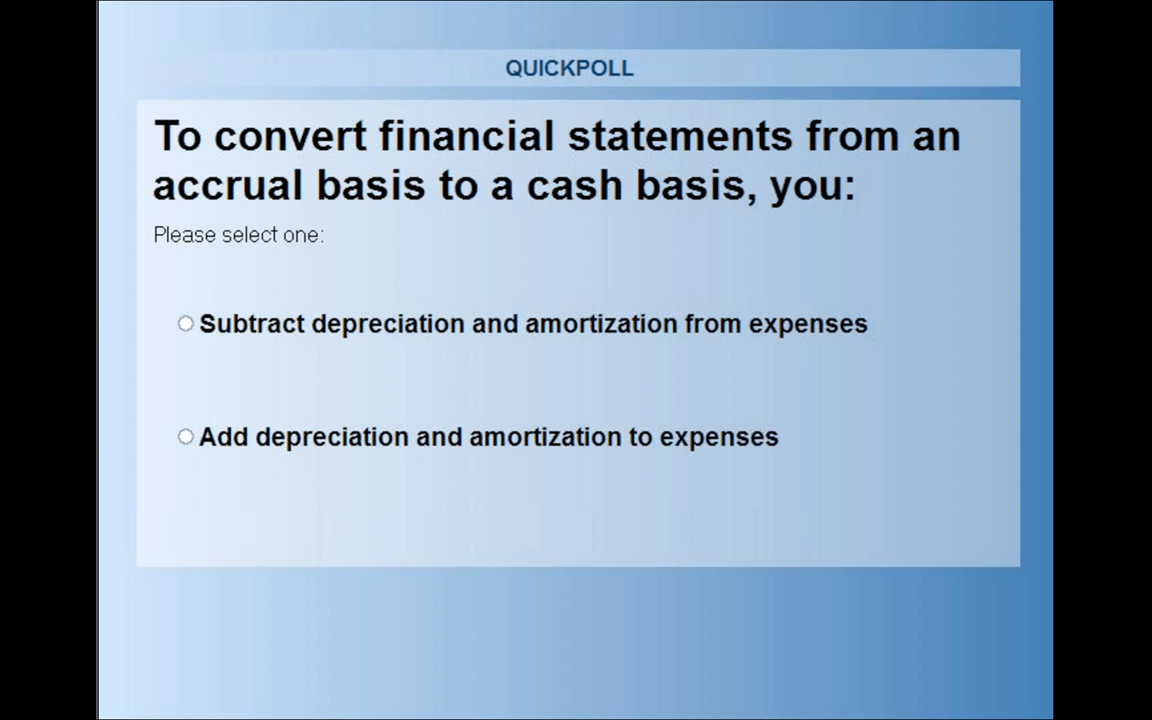 QUICKPOLL
To convert financial statements from an
accrual basis to a cash basis, you:
Please select one:
Subtract depreciation and amortization from expenses
Add depreciation and amortization to expenses